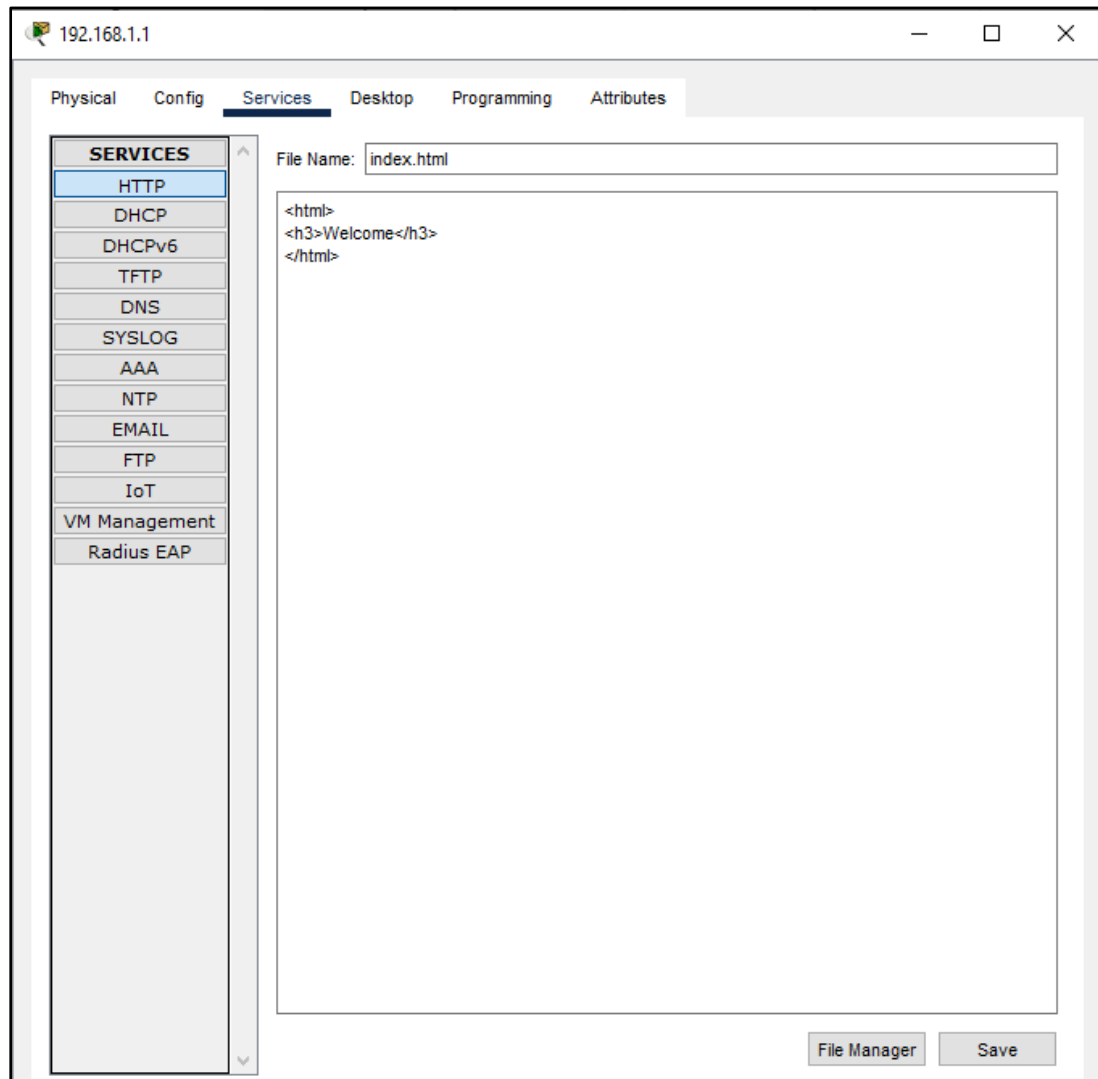 192.168.1.1
Physical Config Services Desktop Programming Attributes
SERVICES
HTTP
DHCP
DHCPv6
TFTP
DNS
SYSLOG
AAA
NTP
EMAIL
FTP
IoT
VM Management
Radius EAP
File Name: index.html
<html>
<h3>Welcome</h3>
</html>
File Manager Save